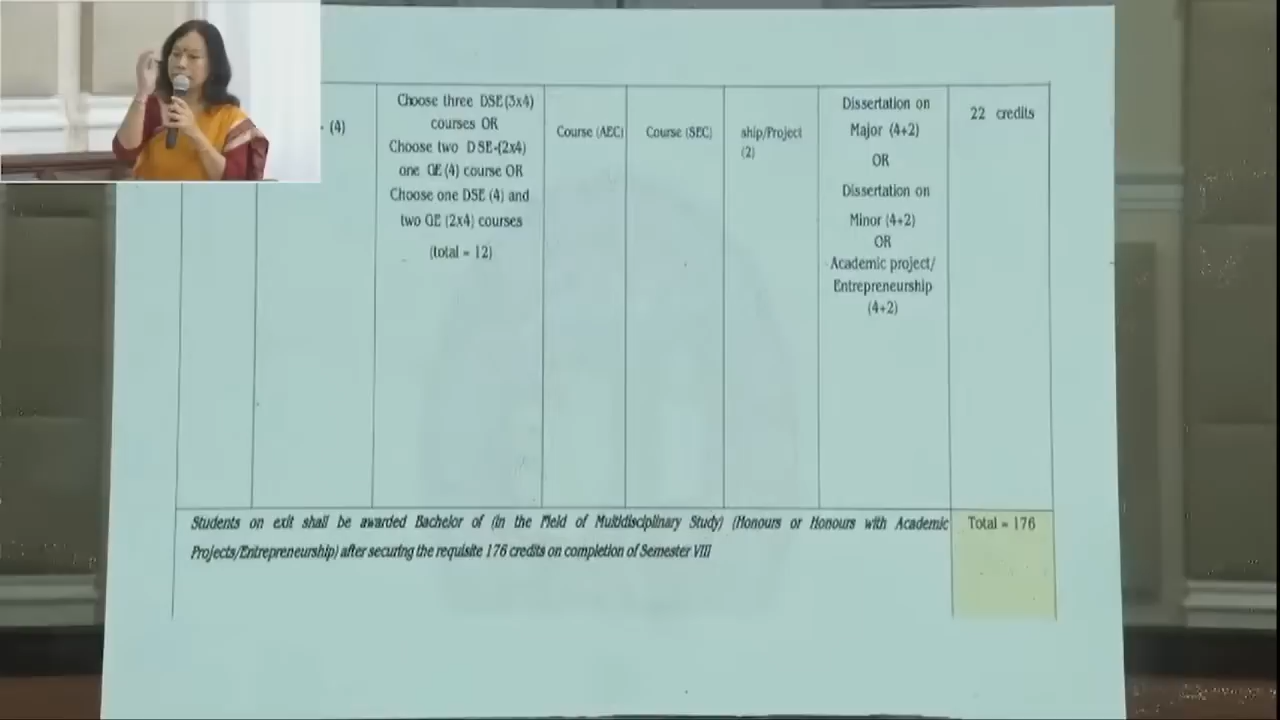 - (4)
Choose three DSE (3x4)
courses OR
Choose two DSE-(2x4)
one GE (4) course OR
Choose one DSE (4) and
two GE (2x4) courses
(total = 12)
Course (AEC)
Course (SEC)
ship/Project
(2)
Dissertation on
Major (4+2)
OR
Dissertation on
Minor (4+2)
OR
Academic project/
Entrepreneurship
(4+2)
22 credits
Students on exit shall be awarded Bachelor of (in the Field of Multidisciplinary Study) (Honours or Honours with Academic
Projects/Entrepreneurship) after securing the requisite 176 credits on completion of Semester VIII
Total = 176